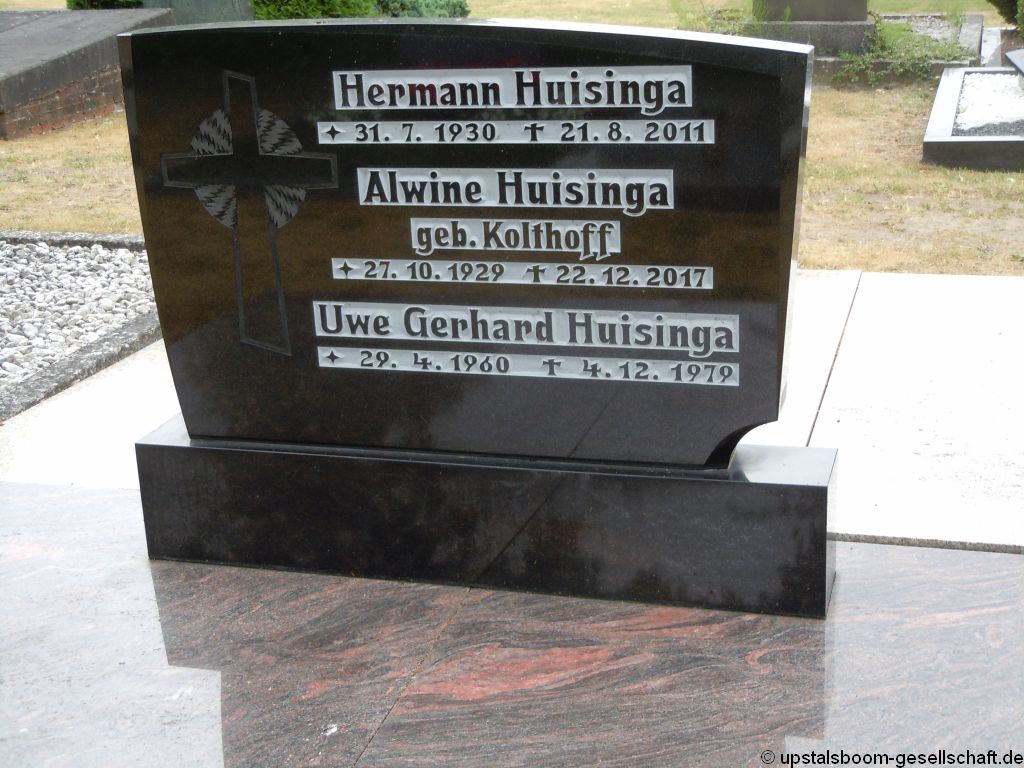 Hermann Huisinga
✦ 31. 7. 1930 ✝ 21. 8. 2011
Alwine Huisinga
geb. Kolthoff
✦ 27. 10. 1929 ✝ 22. 12. 2017
Uwe Gerhard Huisinga
✦ 29. 4. 1960 ✝ 4. 12. 1979
© upstalsboom-gesellschaft.de